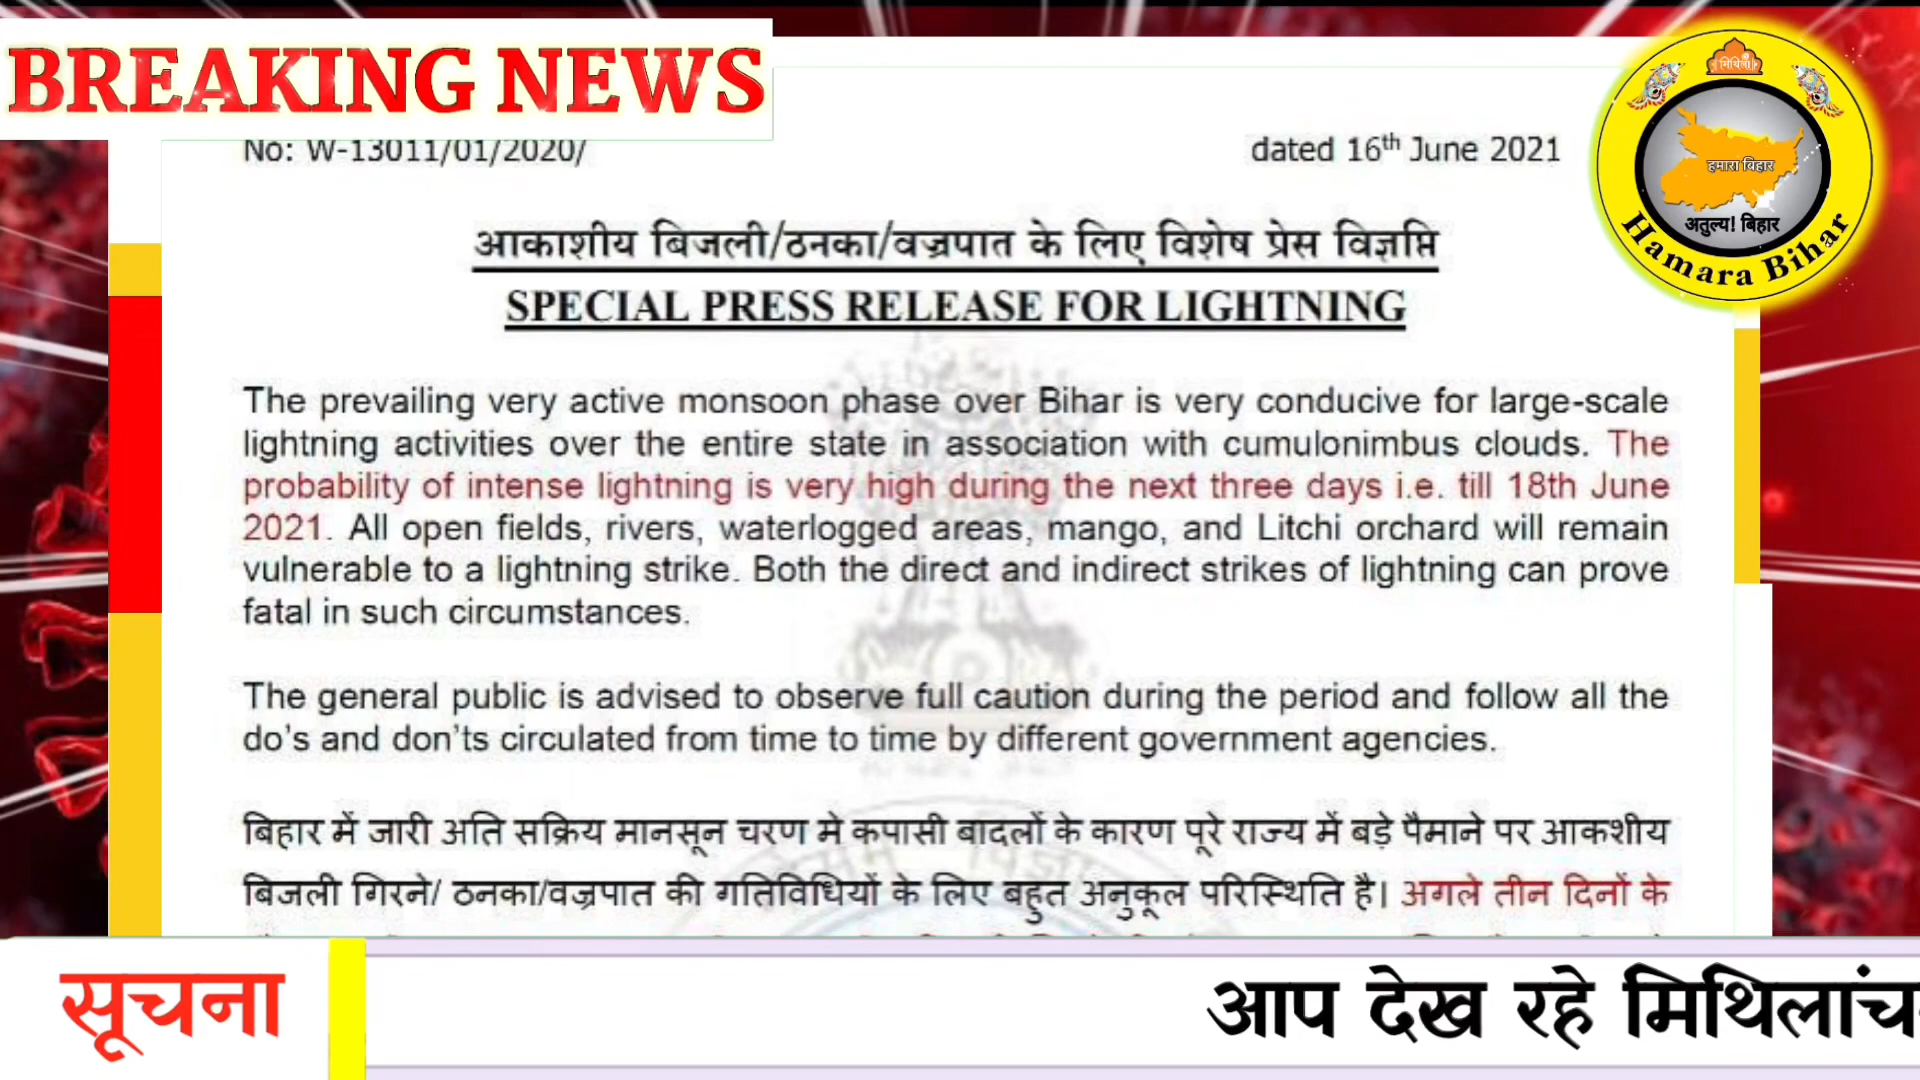 BREAKING NEWS
No: W-13011/01/2020/
dated 16th June 2021
मिथिला
हमारा बिहार
अतुल्य! बिहार
Hamara Bihar
आकाशीय बिजली/ठनका/वज्रपात के लिए विशेष प्रेस विज्ञप्ति
SPECIAL PRESS RELEASE FOR LIGHTNING
The prevailing very active monsoon phase over Bihar is very conducive for large-scale
lightning activities over the entire state in association with cumulonimbus clouds. The
probability of intense lightning is very high during the next three days i.e. till 18th June
2021. All open fields, rivers, waterlogged areas, mango, and Litchi orchard will remain
vulnerable to a lightning strike. Both the direct and indirect strikes of lightning can prove
fatal in such circumstances.
The general public is advised to observe full caution during the period and follow all the
do's and don'ts circulated from time to time by different government agencies.
बिहार में जारी अति सक्रिय मानसून चरण मे कपासी बादलों के कारण पूरे राज्य में बड़े पैमाने पर आकशीय
बिजली गिरने/ ठनका/वज्रपात की गतिविधियों के लिए बहुत अनुकूल परिस्थिति है। अगले तीन दिनों के
सूचना
आप देख रहे मिथिलांच